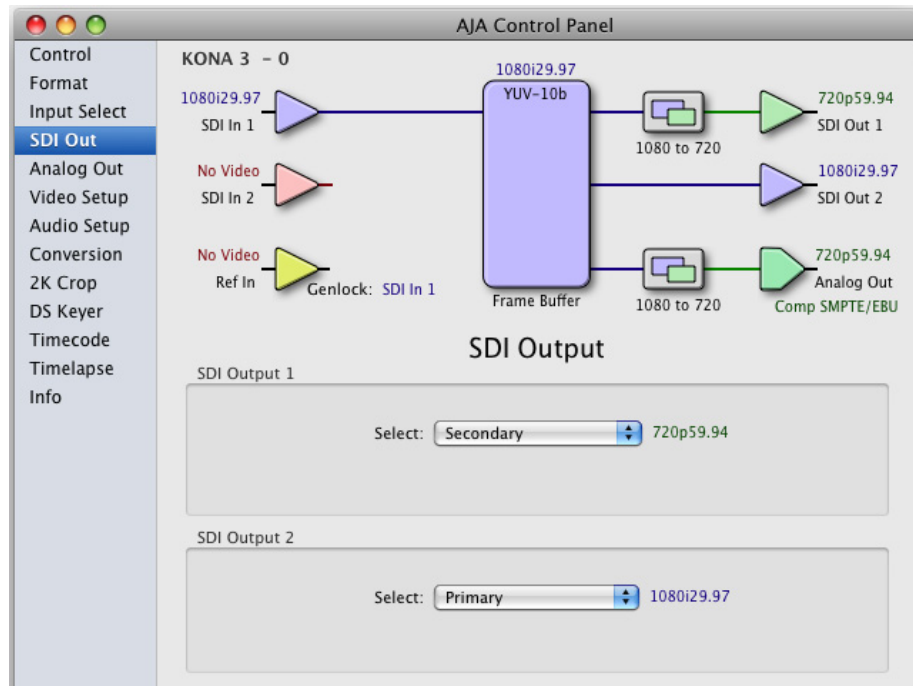 AJA Control Panel
Control
Format
Input Select
SDI Out
Analog Out
Video Setup
Audio Setup
Conversion
2K Crop
DS Keyer
Timecode
Timelapse
Info
KONA 3 - 0
1080i29.97
SDI In 1
No Video
SDI In 2
No Video
Ref In
Genlock: SDI In 1
1080i29.97
YUV-10b
Frame Buffer
1080 to 720
720p59.94
SDI Out 1
1080i29.97
SDI Out 2
1080 to 720
720p59.94
Analog Out
Comp SMPTE/EBU
SDI Output
SDI Output 1
Select: Secondary 720p59.94
SDI Output 2
Select: Primary 1080i29.97